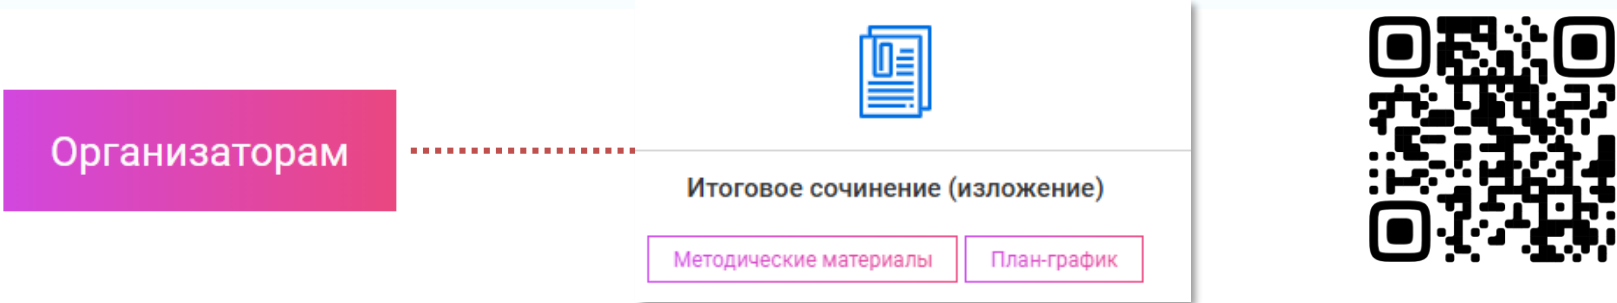 Организаторам
Итоговое сочинение (изложение)
Методические материалы
План-график